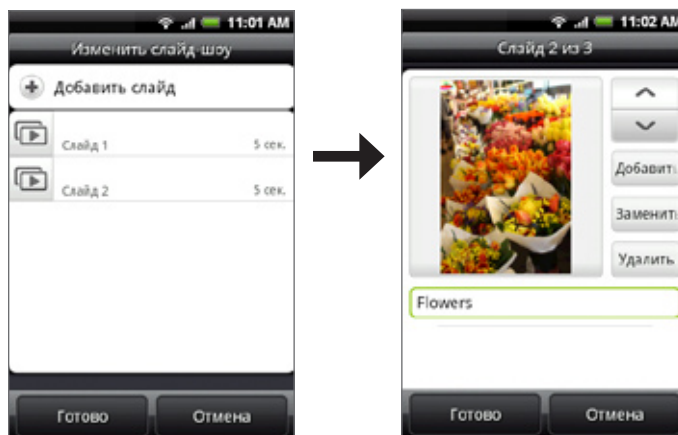 11:01 AM
Изменить слайд-шоу
Добавить слайд
Слайд 1 5 сек.
Слайд 2 5 сек.
Готово Отмена
11:02 AM
Слайд 2 из 3
Добавить
Заменить
Удалить
Flowers
Готово Отмена